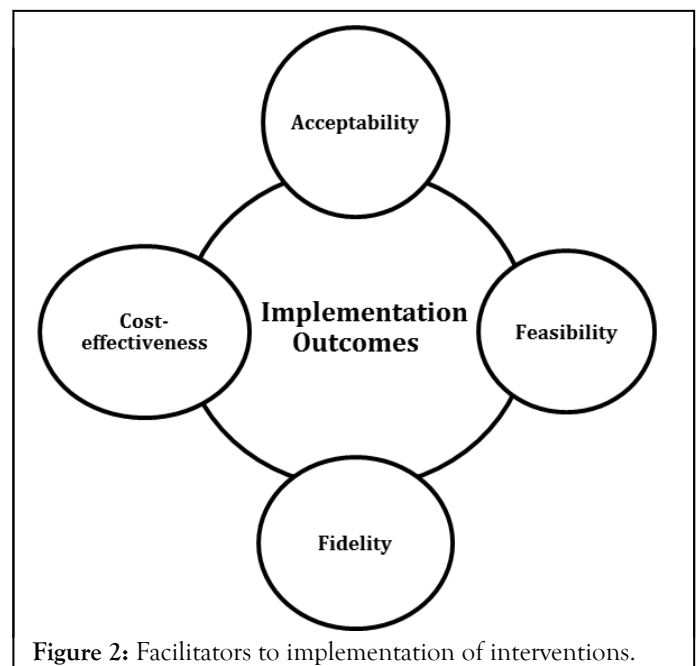 Acceptability
Cost-
effectiveness
Implementation
Outcomes
Feasibility
Fidelity
Figure 2: Facilitators to implementation of interventions.